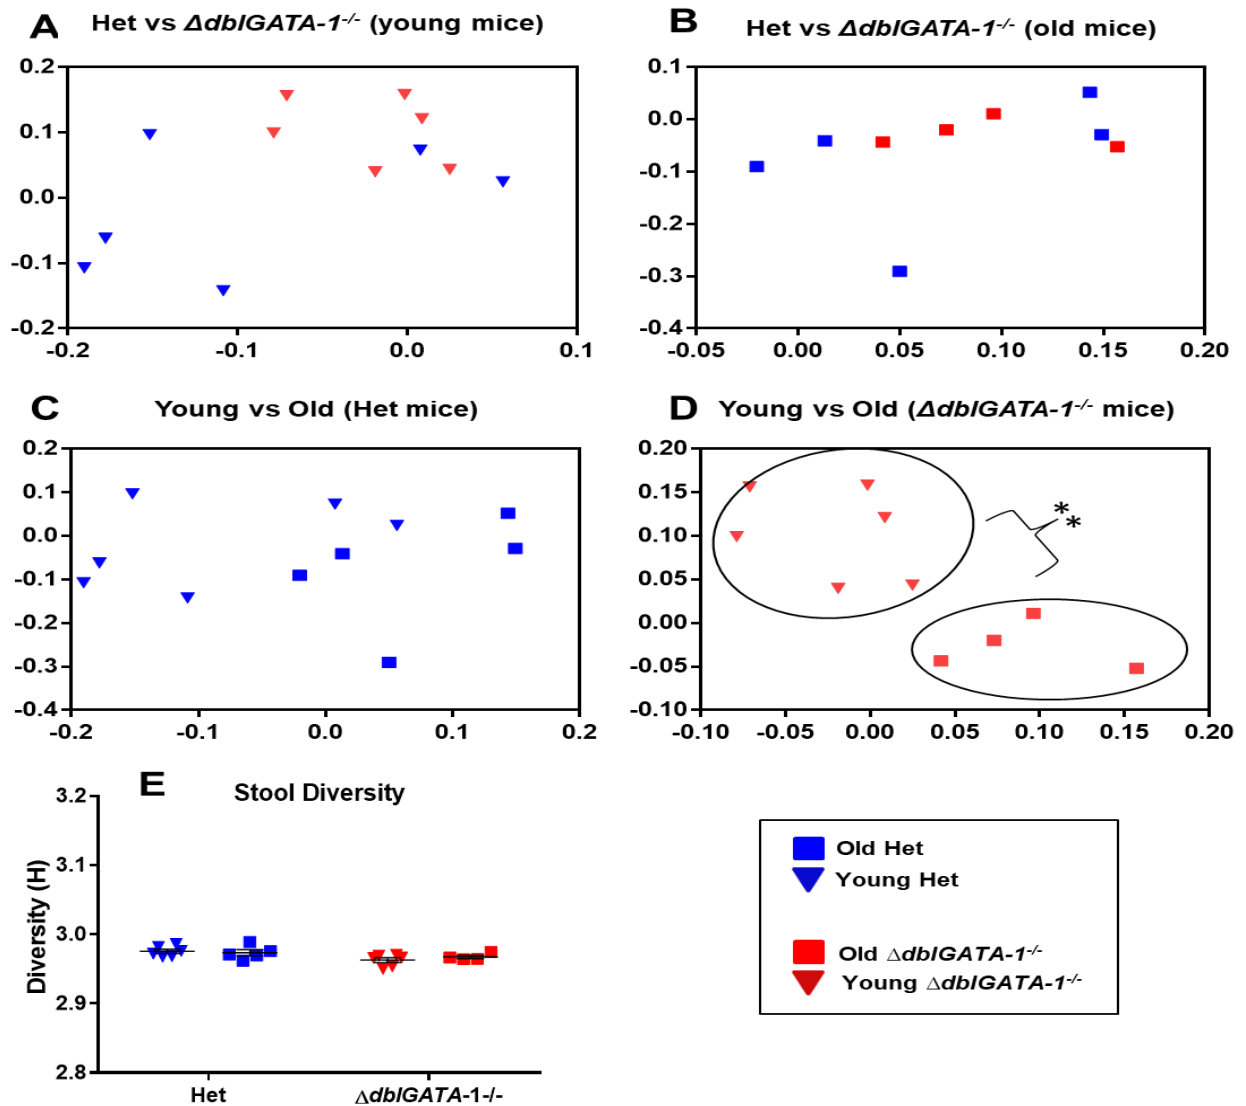 A Het vs ΔdblGATA-1-/- (young mice)
0.2
0.1
0.0
-0.1
-0.2
-0.2 -0.1 0.0 0.1
B Het vs ΔdblGATA-1-/- (old mice)
0.1
0.0
-0.1
-0.2
-0.3
-0.4
-0.05 0.00 0.05 0.10 0.15 0.20
C Young vs Old (Het mice)
0.2
0.1
0.0
-0.1
-0.2
-0.3
-0.4
-0.2 -0.1 0.0 0.1 0.2
D Young vs Old (ΔdblGATA-1-/- mice)
0.20
0.15
0.10
0.05
0.00
-0.05
-0.10
-0.10 -0.05 0.00 0.05 0.10 0.15 0.20
**
E Stool Diversity
Diversity (H)
3.2
3.1
3.0
2.9
2.8
Het ΔdblGATA-1-/-
Old Het
Young Het
Old ΔdblGATA-1-/-
Young ΔdblGATA-1-/-